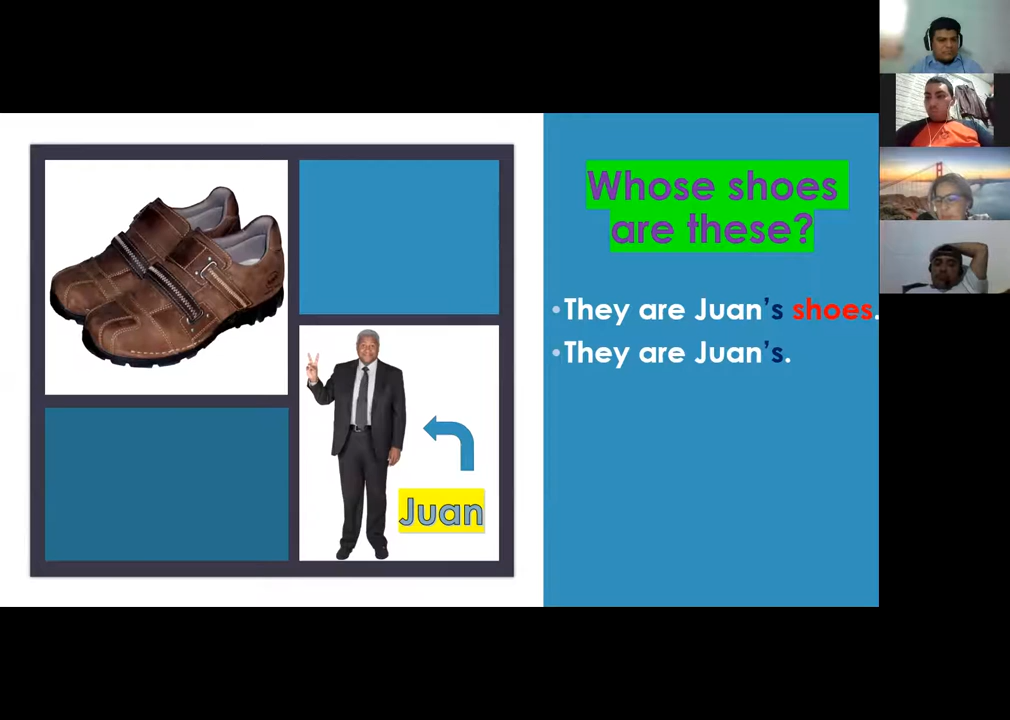 Whose shoes
are these?
•They are Juan’s shoes.
•They are Juan’s.
Juan